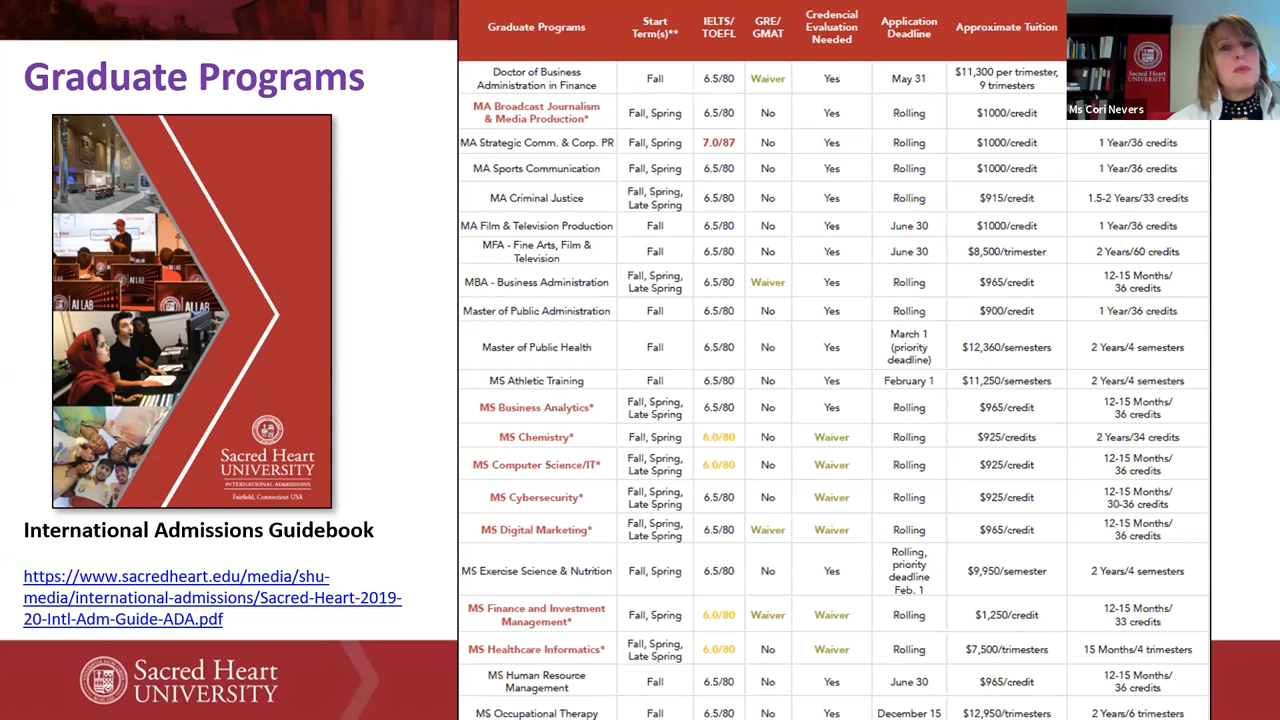 Graduate Programs
Sacred Heart
UNIVERSITY
INTERNATIONAL ADMISSIONS
Fairfield, Connecticut USA
AI LAB
AI LAB
International Admissions Guidebook
https://www.sacredheart.edu/media/shu-
media/international-admissions/Sacred-Heart-2019-
20-Intl-Adm-Guide-ADA.pdf
Sacred Heart
UNIVERSITY
Graduate Programs Start Term(s)** IELTS/TOEFL GRE/GMAT Credencial Evaluation Needed Application Deadline Approximate Tuition
Doctor of Business Administration in Finance Fall 6.5/80 Waiver Yes May 31 $11,300 per trimester, 9 trimesters
MA Broadcast Journalism & Media Production* Fall, Spring 6.5/80 No Yes Rolling $1000/credit
MA Strategic Comm. & Corp. PR Fall, Spring 7.0/87 No Yes Rolling $1000/credit 1 Year/36 credits
MA Sports Communication Fall, Spring 6.5/80 No Yes Rolling $1000/credit 1 Year/36 credits
MA Criminal Justice Fall, Spring, Late Spring 6.5/80 No Yes Rolling $915/credit 1.5-2 Years/33 credits
MA Film & Television Production Fall 6.5/80 No Yes June 30 $1000/credit 1 Year/36 credits
MFA - Fine Arts, Film & Television Fall 6.5/80 No Yes June 30 $8,500/trimester 2 Years/60 credits
MBA - Business Administration Fall, Spring, Late Spring 6.5/80 Waiver Yes Rolling $965/credit 12-15 Months/ 36 credits
Master of Public Administration Fall 6.5/80 No Yes Rolling $900/credit 1 Year/36 credits
Master of Public Health Fall 6.5/80 No Yes March 1 (priority deadline) $12,360/semesters 2 Years/4 semesters
MS Athletic Training Fall 6.5/80 No Yes February 1 $11,250/semesters 2 Years/4 semesters
MS Business Analytics* Fall, Spring, Late Spring 6.5/80 No Yes Rolling $965/credit 12-15 Months/ 36 credits
MS Chemistry* Fall, Spring 6.0/80 No Waiver Rolling $925/credits 2 Years/34 credits
MS Computer Science/IT* Fall, Spring, Late Spring 6.0/80 No Waiver Rolling $925/credit 12-15 Months/ 36 credits
MS Cybersecurity* Fall, Spring, Late Spring 6.5/80 No Waiver Rolling $925/credit 12-15 Months/ 30-36 credits
MS Digital Marketing* Fall, Spring, Late Spring 6.5/80 Waiver Waiver Rolling $965/credit 12-15 Months/ 36 credits
MS Exercise Science & Nutrition Fall, Spring 6.5/80 No Yes Rolling, priority deadline Feb. 1 $9,950/semester 2 Years/4 semesters
MS Finance and Investment Management* Fall, Spring 6.0/80 Waiver Waiver Rolling $1,250/credit 12-15 Months/ 33 credits
MS Healthcare Informatics* Fall, Spring, Late Spring 6.0/80 No Waiver Rolling $7,500/trimesters 15 Months/4 trimesters
MS Human Resource Management Fall 6.5/80 No Yes June 30 $965/credit 12-15 Months/ 36 credits
MS Occupational Therapy Fall 6.5/80 No Yes December 15 $12,950/trimesters 2 Years/6 trimesters
Sacred Heart
UNIVERSITY
Ms Cori Nevers